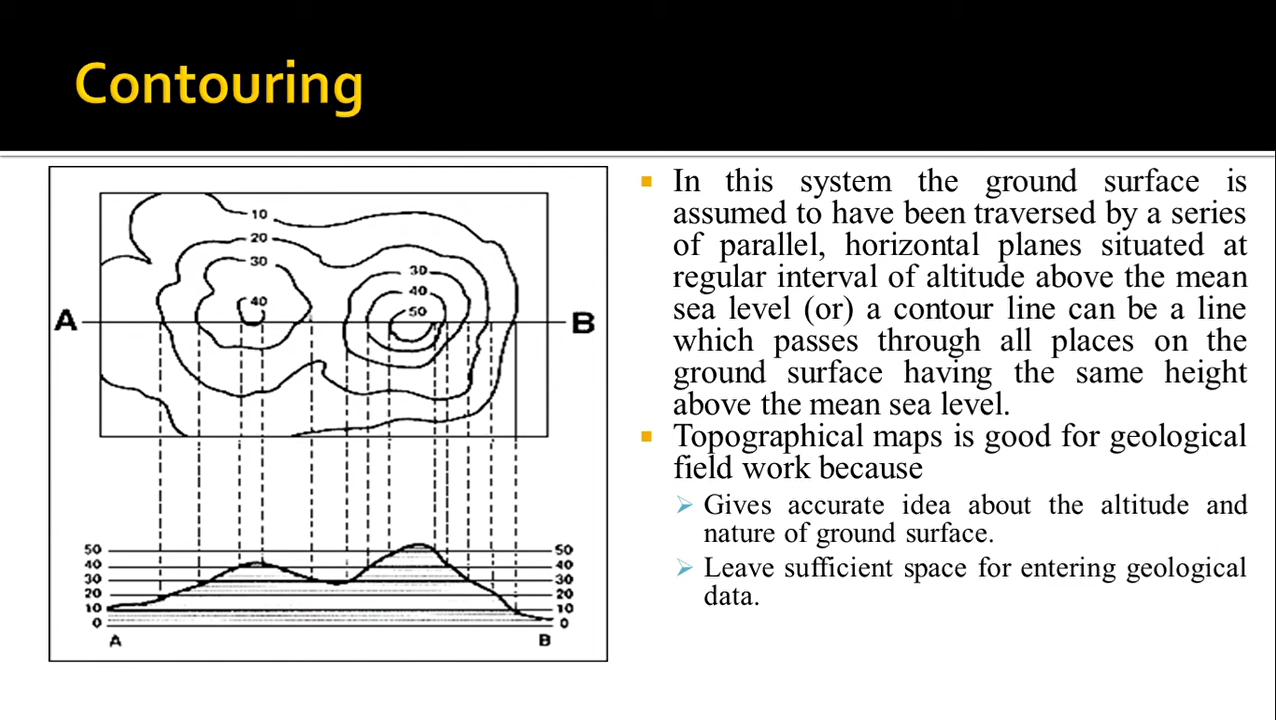 Contouring
10
20
30
40
30
40
50
A
B
50
40
30
20
10
0
50
40
30
20
10
0
A
B
In this system the ground surface is
assumed to have been traversed by a series
of parallel, horizontal planes situated at
regular interval of altitude above the mean
sea level (or) a contour line can be a line
which passes through all places on the
ground surface having the same height
above the mean sea level.
Topographical maps is good for geological
field work because
Gives accurate idea about the altitude and
nature of ground surface.
Leave sufficient space for entering geological
data.